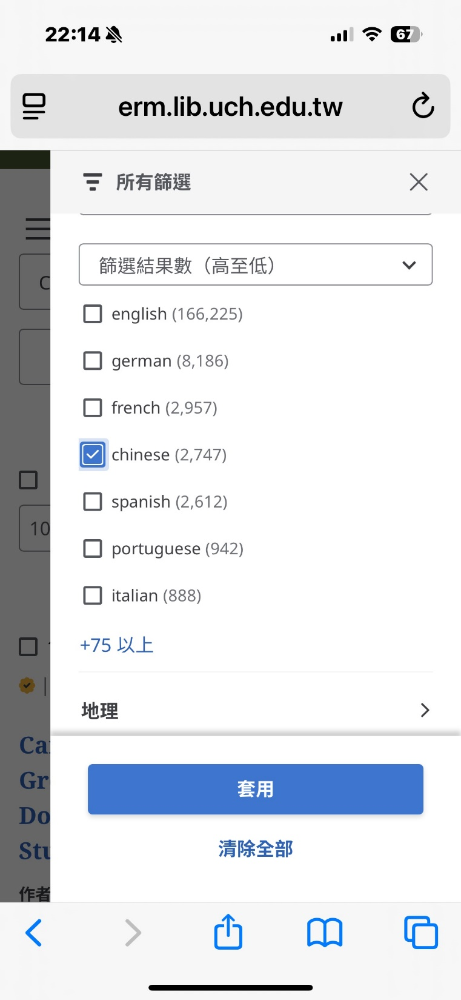 22:14
67
erm.lib.uch.edu.tw
所有篩選
篩選結果數（高至低）
C
english (166,225)
german (8,186)
french (2,957)
chinese (2,747)
spanish (2,612)
10
portuguese (942)
italian (888)
+75 以上
地理
Gr
Do
套用
清除全部
作者